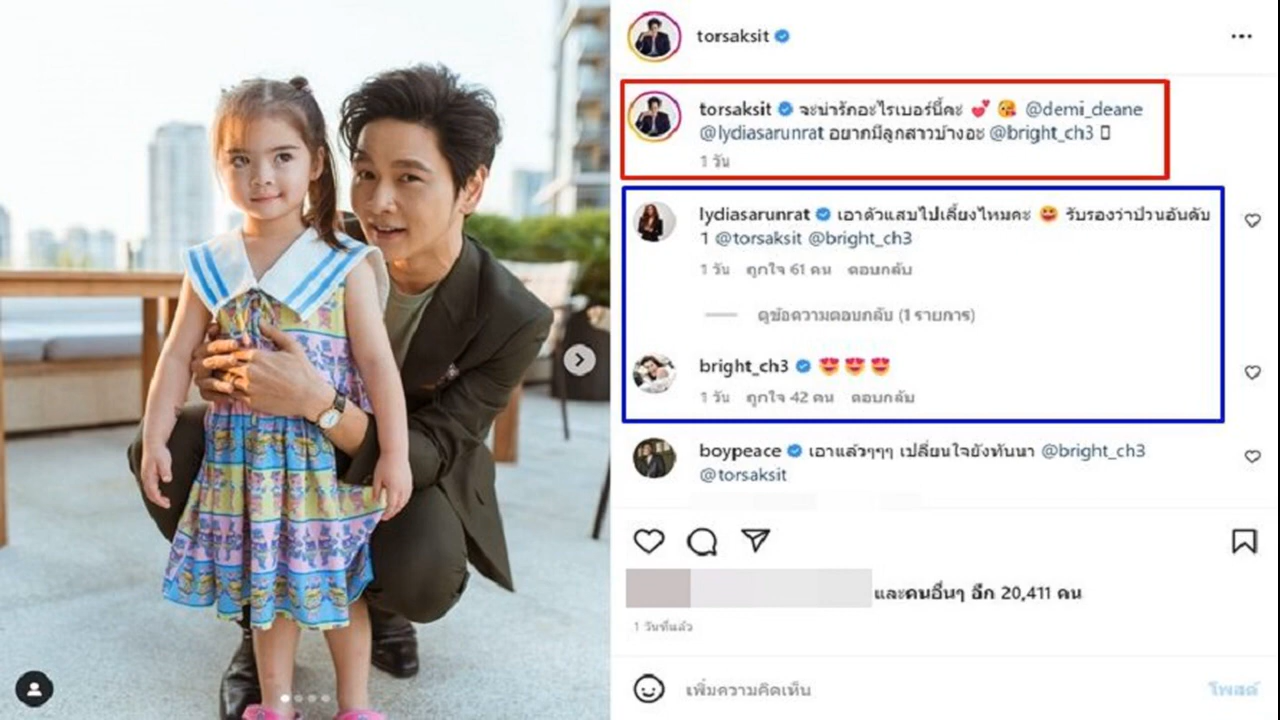 torsaksit
torsaksit จะน่ารักอะไรเบอร์นี้คะ 💕 😘 @demi_deane
@lydiasarunrat อยากมีลูกสาวบ้างอะ @bright_ch3
1 วัน
lydiasarunrat เอาตัวแสบไปเลี้ยงไหมคะ 😍 รับรองว่าป่วนอันดับ
1 @torsaksit @bright_ch3
1 วัน ถูกใจ 61 คน ตอบกลับ
ดูข้อความตอบกลับ (1 รายการ)
bright_ch3 😍 😍 😍
1 วัน ถูกใจ 42 คน ตอบกลับ
boypeace เอาแล้วๆๆๆ เปลี่ยนใจยังทันนา @bright_ch3
@torsaksit
และคนอื่นๆ อีก 20,411 คน
1 วันที่แล้ว
เพิ่มความคิดเห็น
โพสต์